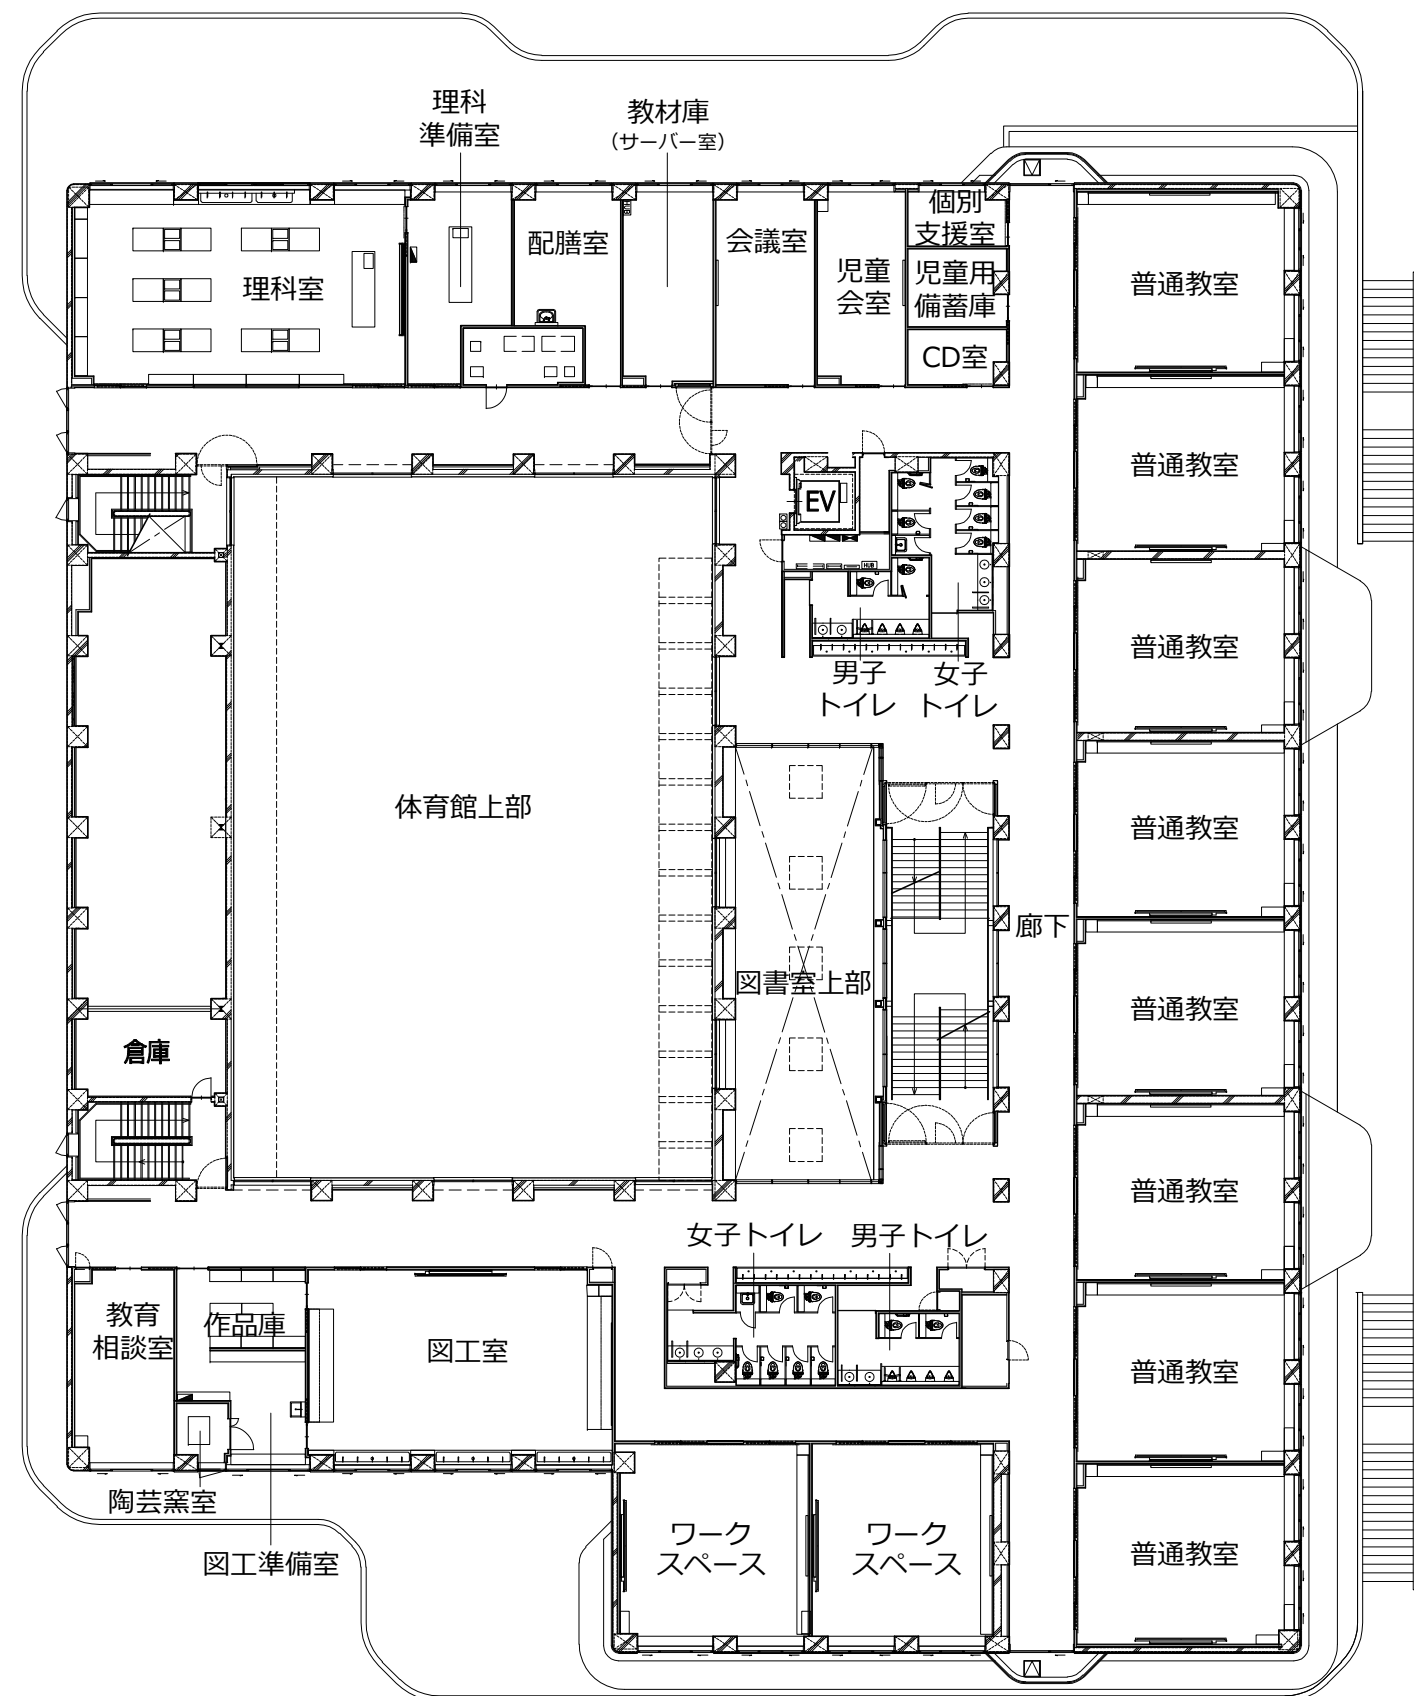 理科
準備室
教材庫
(サーバー室)
個別
支援室
配膳室
会議室
児童
会室
児童用
備蓄庫
理科室
普通教室
CD室
普通教室
EV
HUB
普通教室
男子
トイレ
女子
トイレ
体育館上部
普通教室
廊下
図書室上部
普通教室
倉庫
普通教室
女子トイレ
男子トイレ
教育
相談室
作品庫
図工室
普通教室
陶芸窯室
図工準備室
ワーク
スペース
ワーク
スペース
普通教室